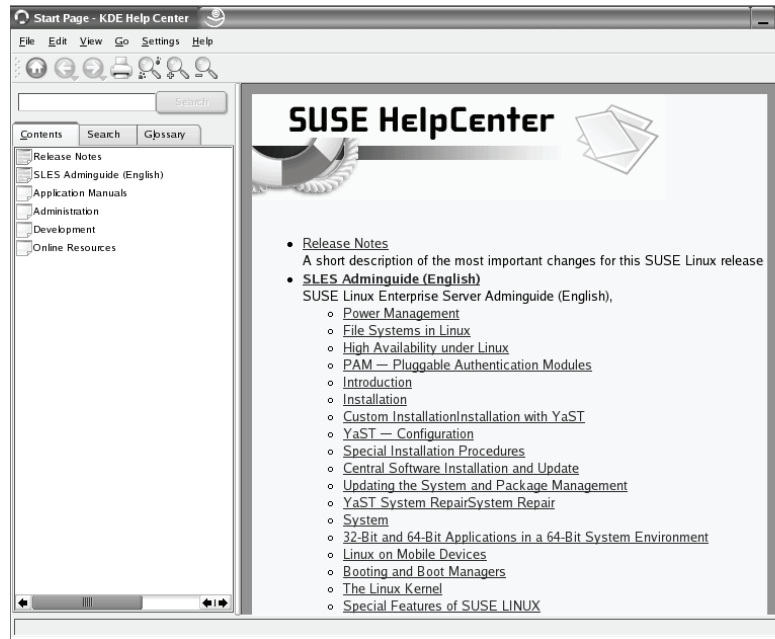 Start Page - KDE Help Center
File Edit View Go Settings Help
Search
Contents Search Glossary
Release Notes
SLES Adminguide (English)
Application Manuals
Administration
Development
Online Resources
SUSE HelpCenter
• Release Notes
A short description of the most important changes for this SUSE Linux release
• SLES Adminguide (English)
SUSE Linux Enterprise Server Adminguide (English),
Power Management
File Systems in Linux
High Availability under Linux
PAM — Pluggable Authentication Modules
Introduction
Installation
Custom InstallationInstallation with YaST
YaST — Configuration
Special Installation Procedures
Central Software Installation and Update
Updating the System and Package Management
YaST System RepairSystem Repair
System
32-Bit and 64-Bit Applications in a 64-Bit System Environment
Linux on Mobile Devices
Booting and Boot Managers
The Linux Kernel
Special Features of SUSE LINUX